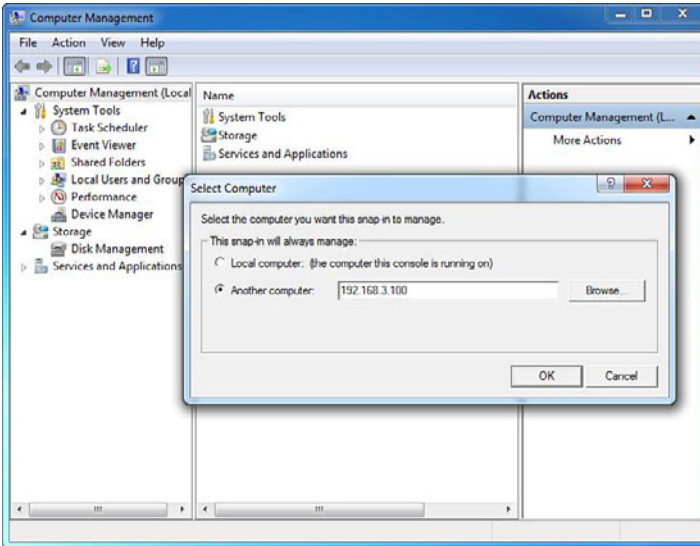 Computer Management
File Action View Help
Computer Management (Local
System Tools
Task Scheduler
Event Viewer
Shared Folders
Local Users and Group
Performance
Device Manager
Storage
Disk Management
Services and Applications
Name
System Tools
Storage
Services and Applications
Actions
Computer Management (L...
More Actions
Select Computer
Select the computer you want this snap-in to manage.
This snap-in will always manage:
Local computer: (the computer this console is running on)
Another computer: 192.168.3.100 Browse...
OK Cancel